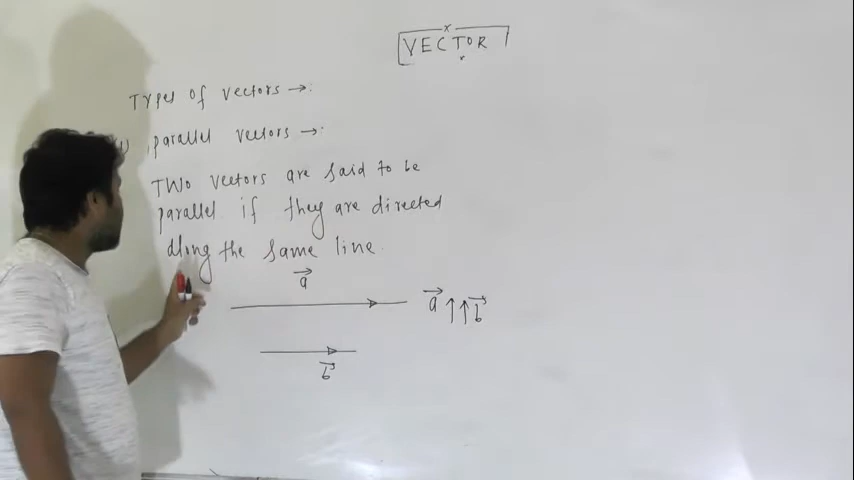 VECTOR
Types of vectors →:
parallel vectors →:
Two vectors are said to be
parallel if they are directed
along the same line.
a⃗
a⃗ ↑↑ b⃗
b⃗